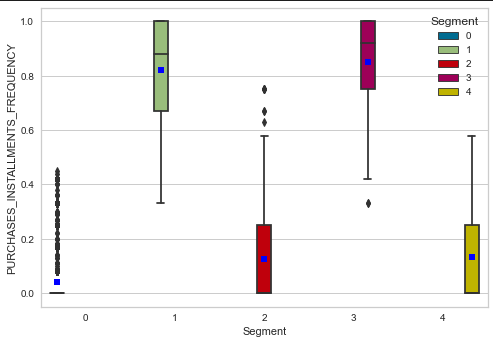 PURCHASES_INSTALLMENTS_FREQUENCY
1.0
0.8
0.6
0.4
0.2
0.0
Segment
0
1
2
3
4
0 1 2 3 4
Segment